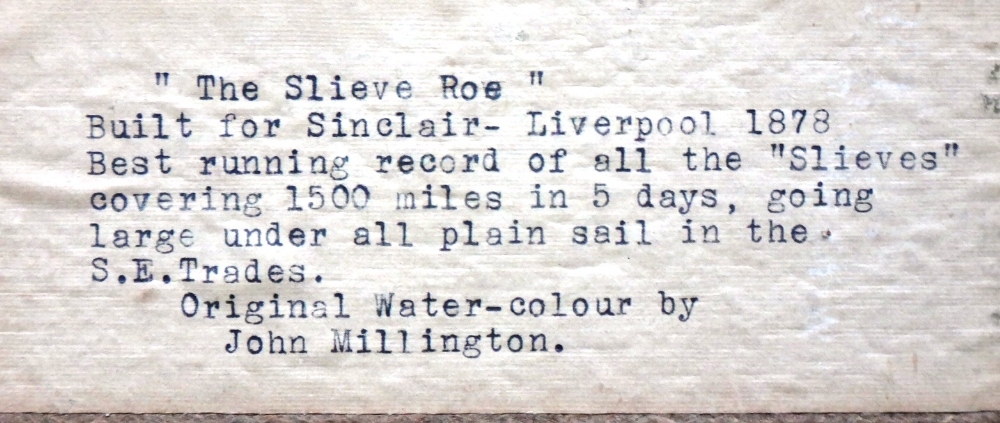 " The Slieve Roe "
Built for Sinclair- Liverpool 1878
Best running record of all the "Slieves"
covering 1500 miles in 5 days, going
large under all plain sail in the
S.E.Trades.
Original Water-colour by
John Millington.